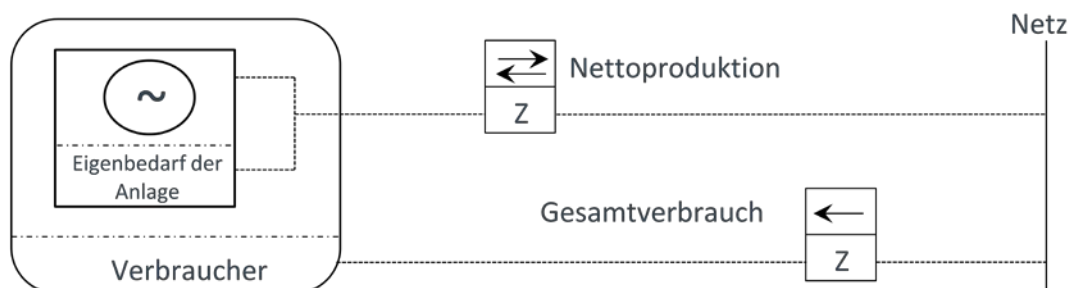 Netz
Nettoproduktion
Z
~
Eigenbedarf der
Anlage
Gesamtverbrauch
Z
Verbraucher